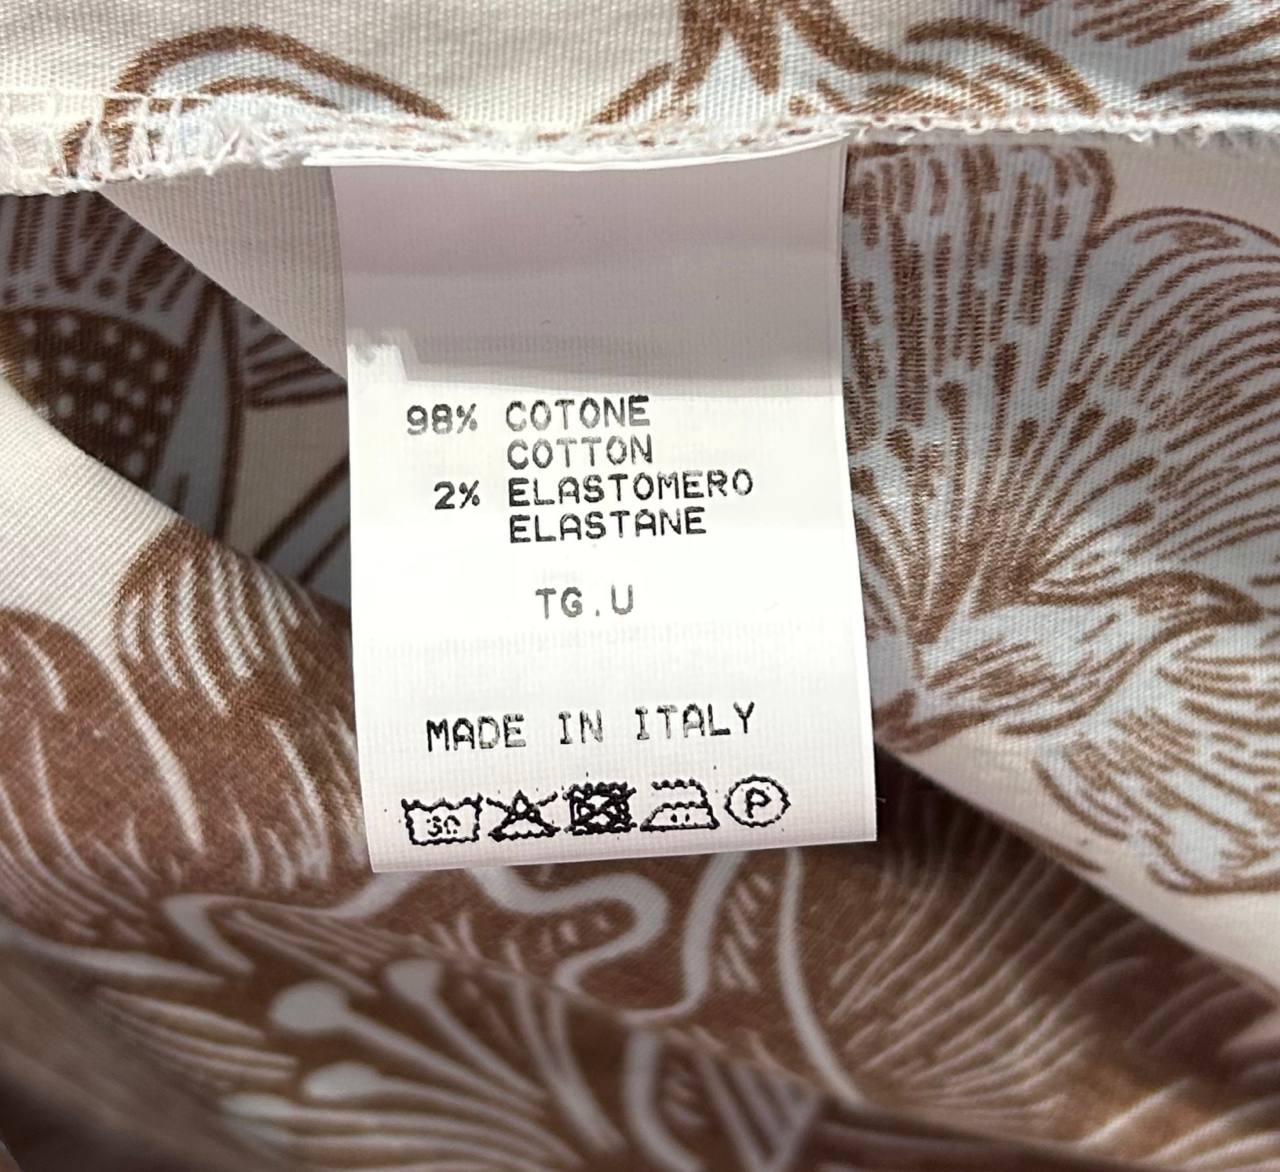 98% COTONE
COTTON
2% ELASTOMERO
ELASTANE
TG.U
MADE IN ITALY
30 P